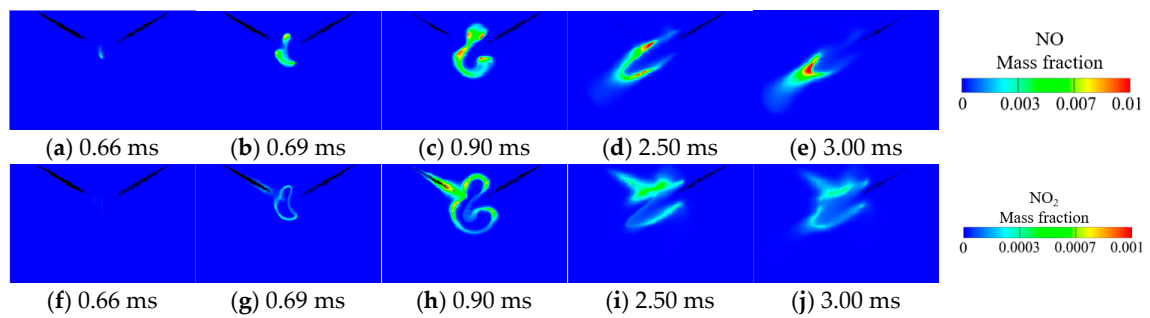 NO
Mass fraction
0 0.003 0.007 0.01
(a) 0.66 ms (b) 0.69 ms (c) 0.90 ms (d) 2.50 ms (e) 3.00 ms
NO₂
Mass fraction
0 0.0003 0.0007 0.001
(f) 0.66 ms (g) 0.69 ms (h) 0.90 ms (i) 2.50 ms (j) 3.00 ms